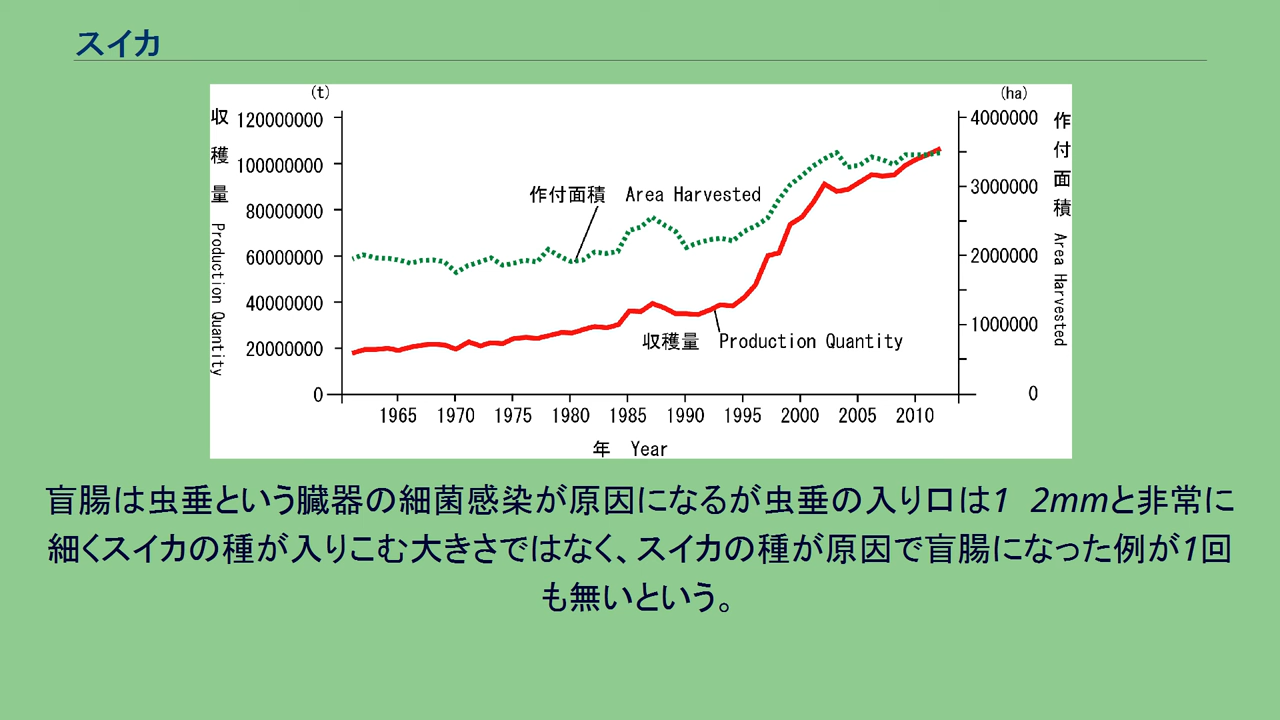 スイカ
(t)
(ha)
収穫量 Production Quantity
120000000
100000000
80000000
60000000
40000000
20000000
0
作付面積 Area Harvested
収穫量 Production Quantity
4000000
3000000
2000000
1000000
0
作付面積 Area Harvested
1965 1970 1975 1980 1985 1990 1995 2000 2005 2010
年 Year
盲腸は虫垂という臓器の細菌感染が原因になるが虫垂の入り口は1 2mmと非常に
細くスイカの種が入りこむ大きさではなく、スイカの種が原因で盲腸になった例が1回
も無いという。